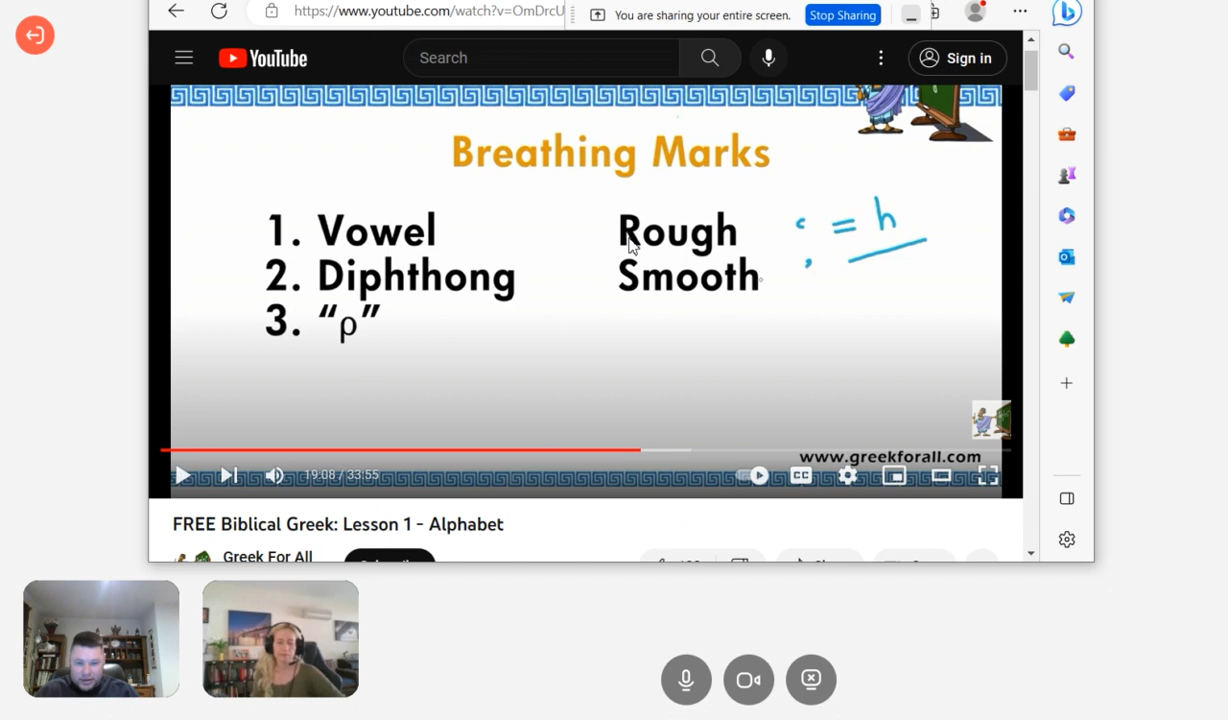 https://www.youtube.com/watch?v=OmDrcU
You are sharing your entire screen.
Stop Sharing
YouTube
Search
Sign in
Breathing Marks
1. Vowel
2. Diphthong
3. “ρ”
Rough ʽ = h
Smooth ,
www.greekforall.com
19:08 / 33:55
CC
FREE Biblical Greek: Lesson 1 - Alphabet
Greek For All